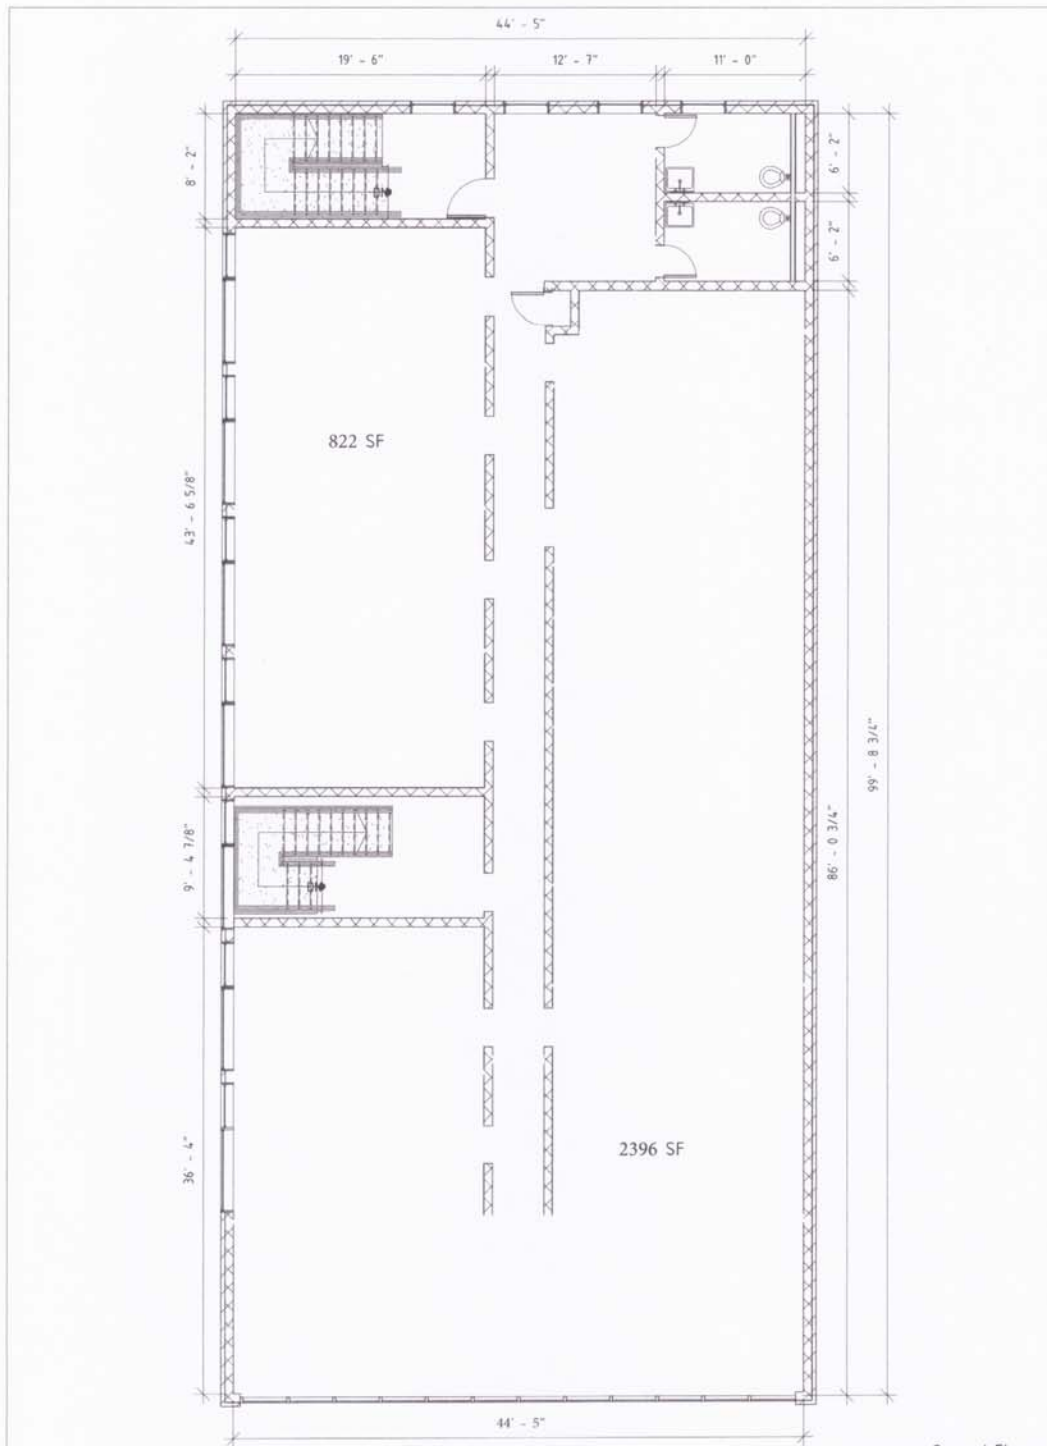 44' - 5"
19' - 6"
12' - 7"
11' - 0"
8' - 2"
6' - 2"
6' - 2"
822 SF
43' - 6 5/8"
99' - 8 3/4"
86' - 0 3/4"
9' - 4 7/8"
36' - 4"
2396 SF
44' - 5"